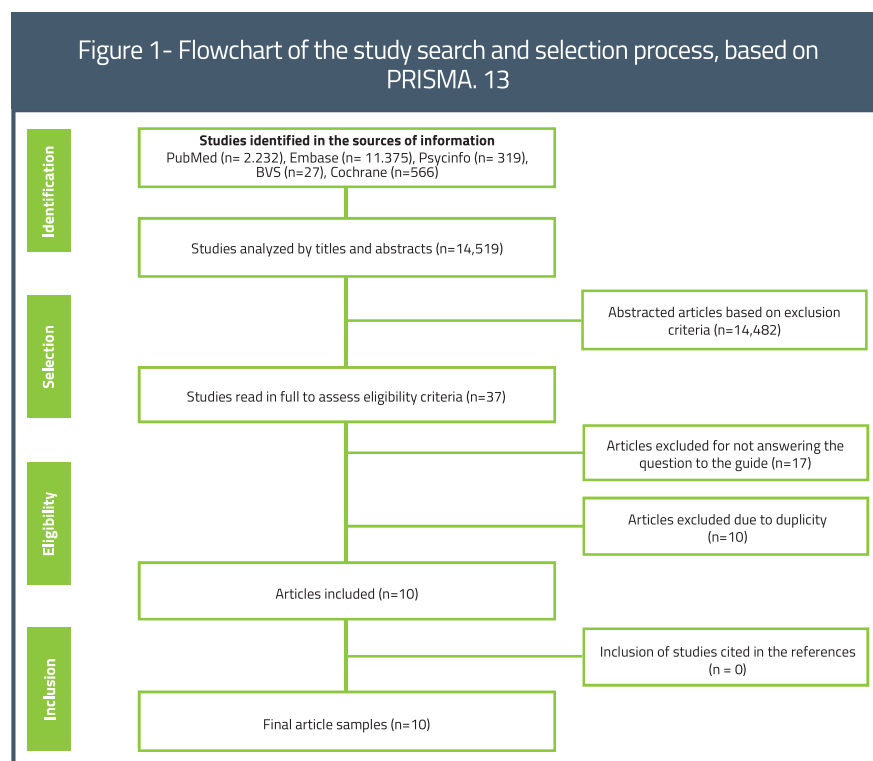 Figure 1- Flowchart of the study search and selection process, based on
PRISMA. 13
Identification
Studies identified in the sources of information
PubMed (n= 2.232), Embase (n= 11.375), Psycinfo (n= 319),
BVS (n=27), Cochrane (n=566)
Studies analyzed by titles and abstracts (n=14,519)
Selection
Abstracted articles based on exclusion
criteria (n=14,482)
Studies read in full to assess eligibility criteria (n=37)
Articles excluded for not answering the
question to the guide (n=17)
Eligibility
Articles excluded due to duplicity
(n=10)
Articles included (n=10)
Inclusion
Inclusion of studies cited in the references
(n = 0)
Final article samples (n=10)